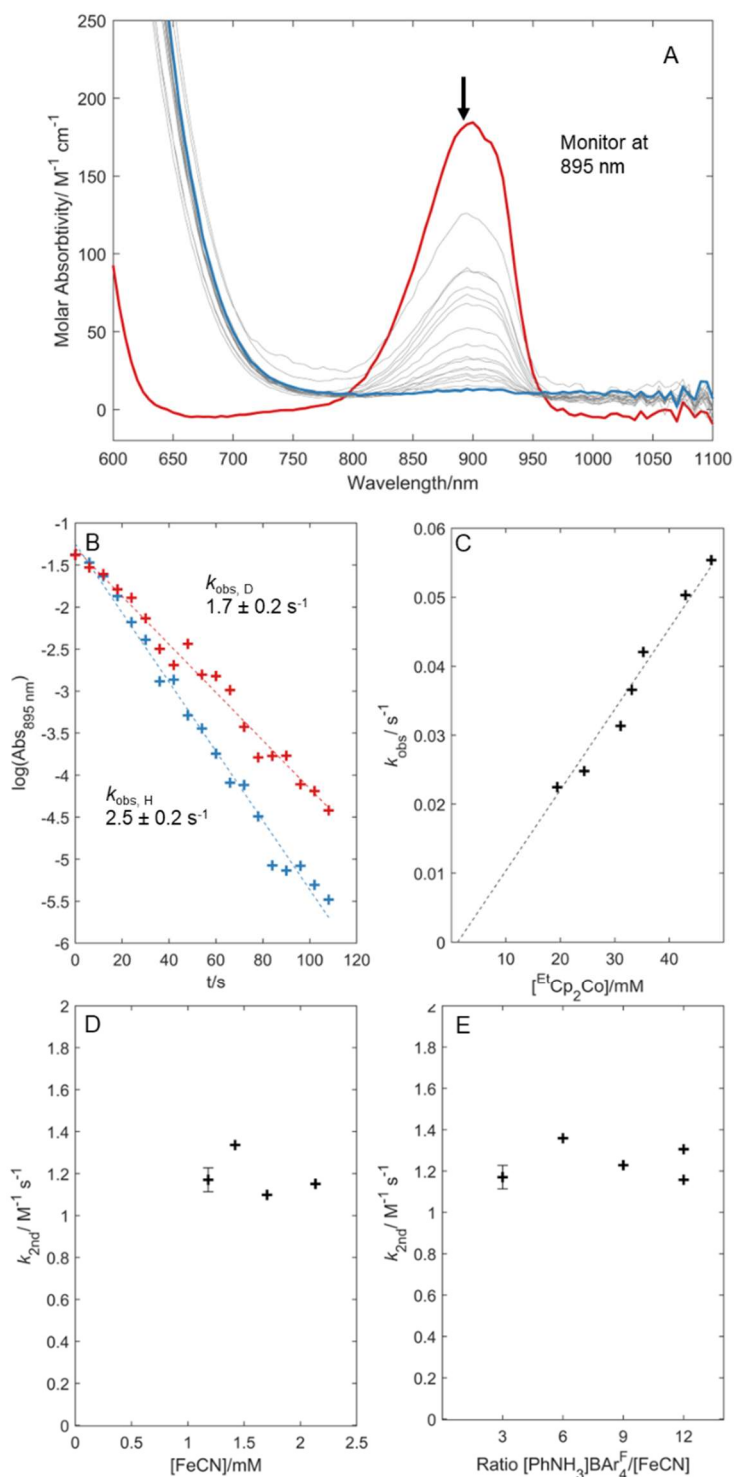 A
Molar Absorbtivity/ M⁻¹ cm⁻¹
250
200
150
100
50
0
Monitor at
895 nm
600 650 700 750 800 850 900 950 1000 1050 1100
Wavelength/nm
B
log(Abs₈₉₅ ₙₘ)
-1
-1.5
-2
-2.5
-3
-3.5
-4
-4.5
-5
-5.5
-6
k_obs, D
1.7 ± 0.2 s⁻¹
k_obs, H
2.5 ± 0.2 s⁻¹
0 20 40 60 80 100 120
t/s
C
k_obs/ s⁻¹
0.06
0.05
0.04
0.03
0.02
0.01
0
10 20 30 40
[ᴱᵗCp₂Co]/mM
D
k_2nd/ M⁻¹ s⁻¹
2
1.8
1.6
1.4
1.2
1
0.8
0.6
0.4
0.2
0
0 0.5 1 1.5 2 2.5
[FeCN]/mM
E
k_2nd/ M⁻¹ s⁻¹
2
1.8
1.6
1.4
1.2
1
0.8
0.6
0.4
0.2
0
3 6 9 12
Ratio [PhNH₃]BArF₄/[FeCN]